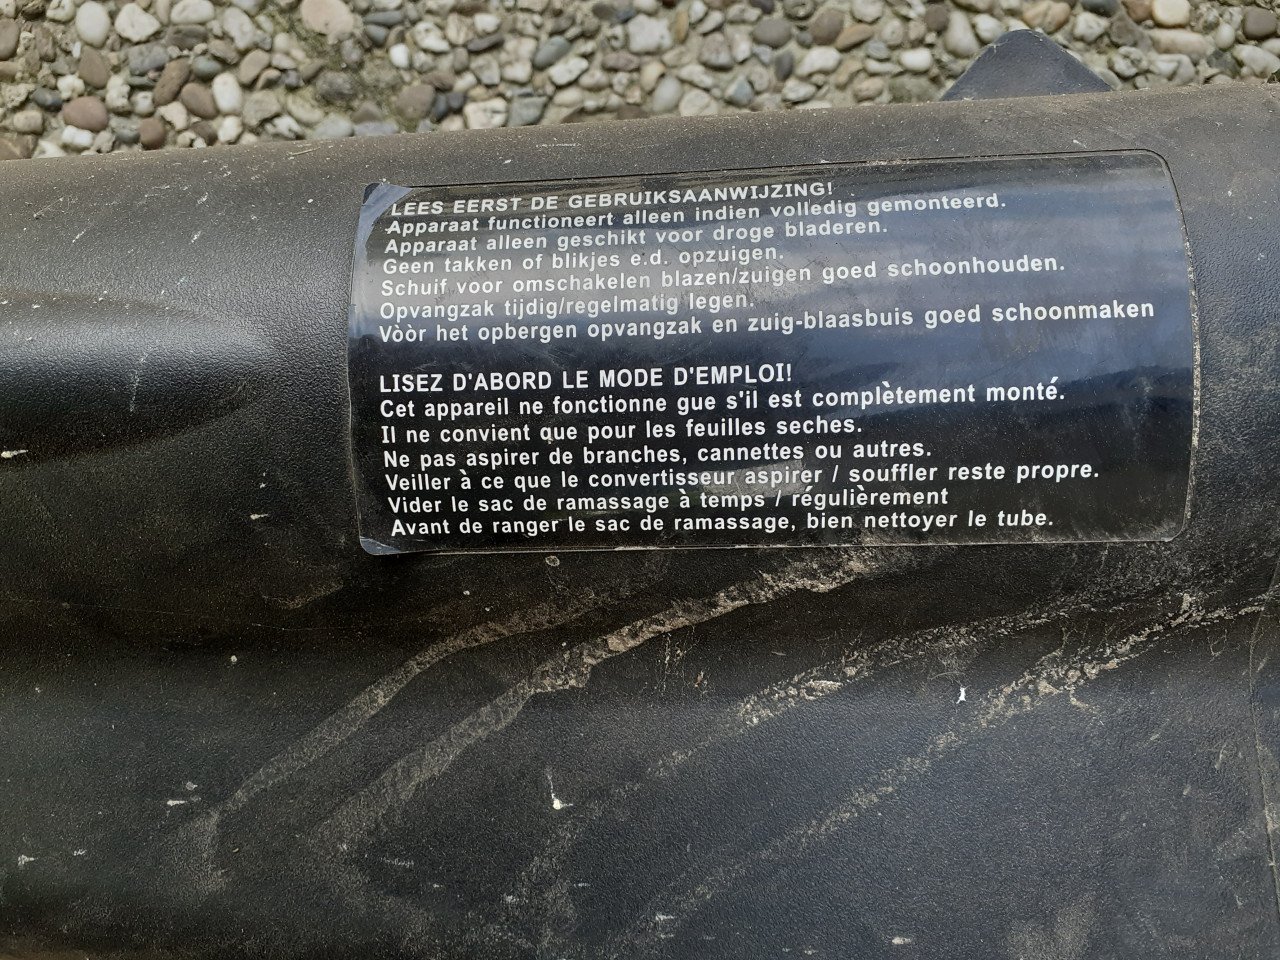 LEES EERST DE GEBRUIKSAANWIJZING!
Apparaat functioneert alleen indien volledig gemonteerd.
Apparaat alleen geschikt voor droge bladeren.
Geen takken of blikjes e.d. opzuigen.
Schuif voor omschakelen blazen/zuigen goed schoonhouden.
Opvangzak tijdig/regelmatig legen.
Vòòr het opbergen opvangzak en zuig-blaasbuis goed schoonmaken
LISEZ D'ABORD LE MODE D'EMPLOI!
Cet appareil ne fonctionne gue s'il est complètement monté.
Il ne convient que pour les feuilles seches.
Ne pas aspirer de branches, cannettes ou autres.
Veiller à ce que le convertisseur aspirer / souffler reste propre.
Vider le sac de ramassage à temps / régulièrement
Avant de ranger le sac de ramassage, bien nettoyer le tube.